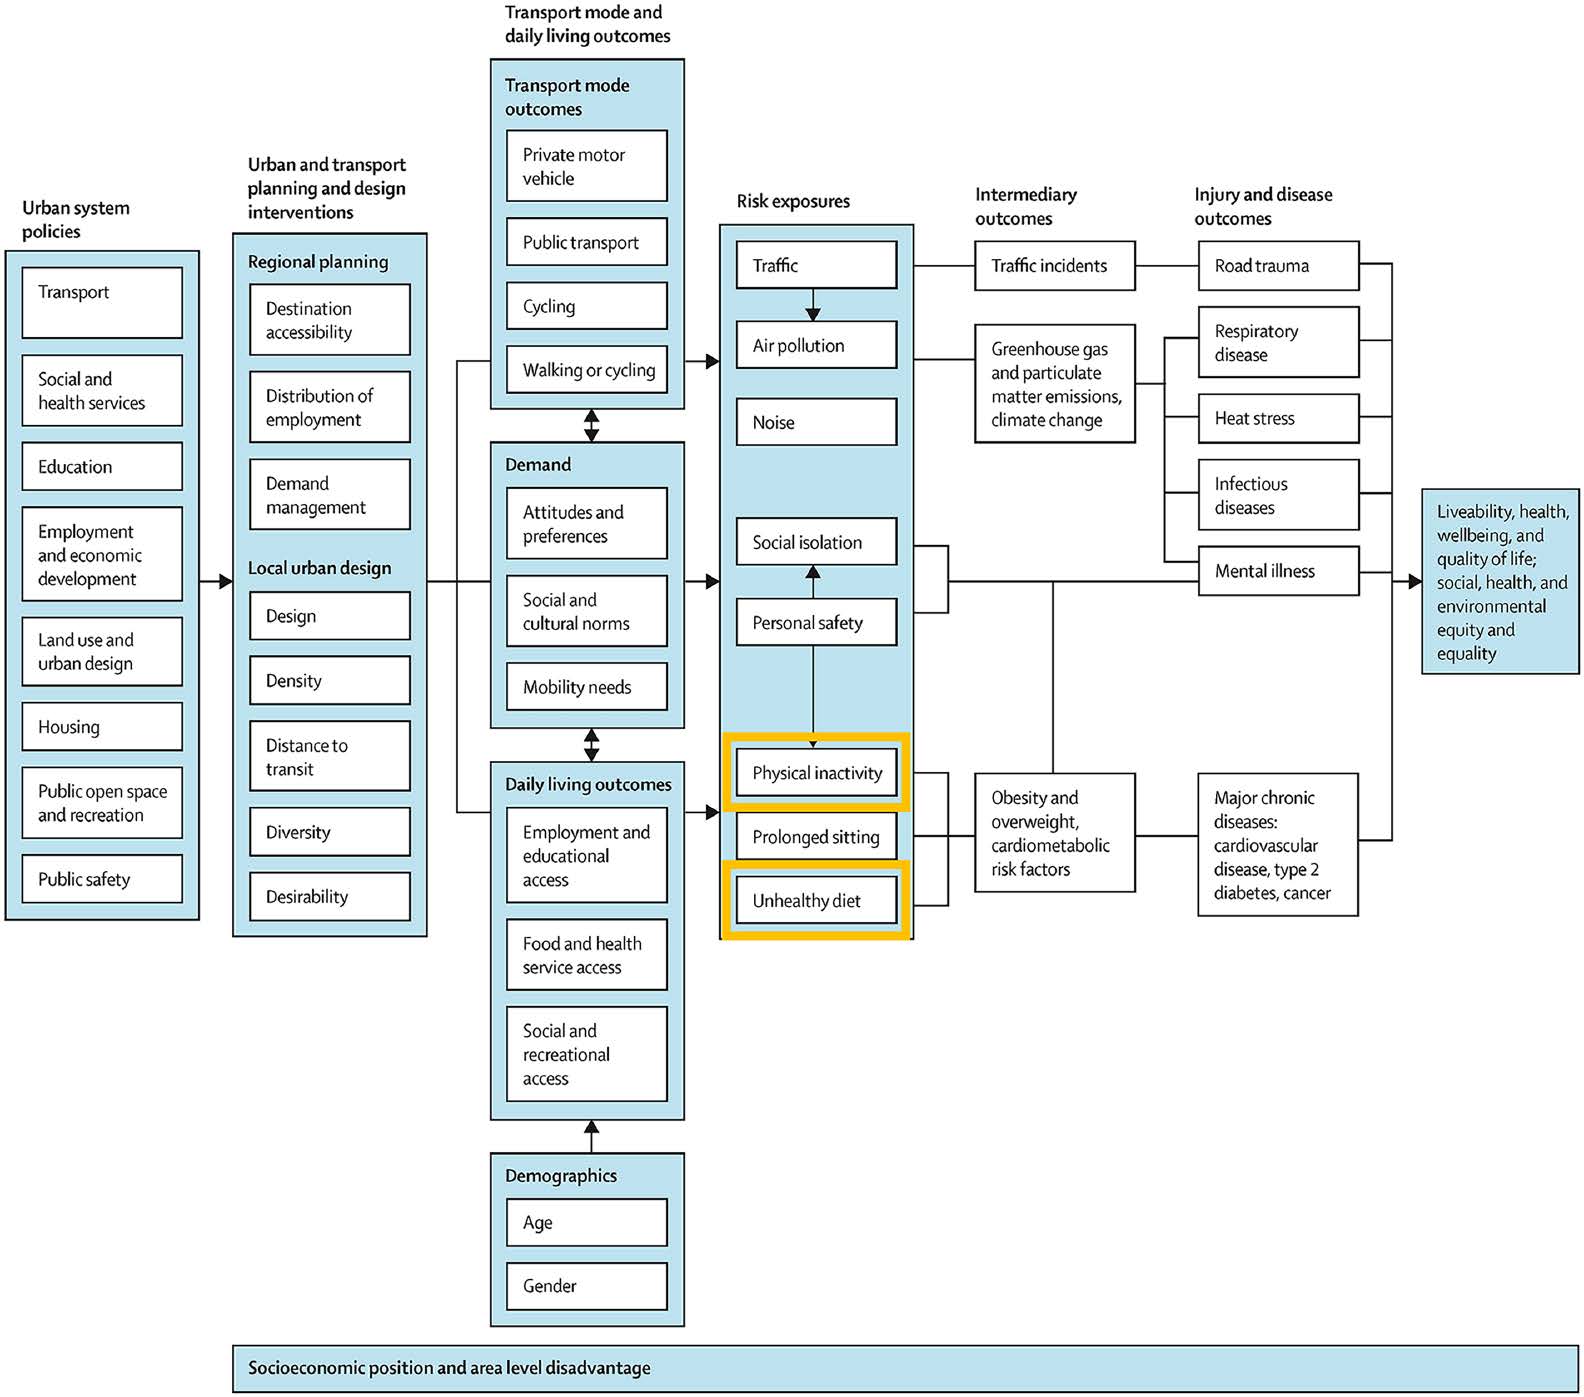 Urban system
policies
Transport
Social and
health services
Education
Employment
and economic
development
Land use and
urban design
Housing
Public open space
and recreation
Public safety
Urban and transport
planning and design
interventions
Regional planning
Destination
accessibility
Distribution of
employment
Demand
management
Local urban design
Design
Density
Distance to
transit
Diversity
Desirability
Transport mode and
daily living outcomes
Transport mode
outcomes
Private motor
vehicle
Public transport
Cycling
Walking or cycling
Demand
Attitudes and
preferences
Social and
cultural norms
Mobility needs
Daily living outcomes
Employment and
educational
access
Food and health
service access
Social and
recreational
access
Demographics
Age
Gender
Risk exposures
Traffic
Air pollution
Noise
Social isolation
Personal safety
Physical inactivity
Prolonged sitting
Unhealthy diet
Intermediary
outcomes
Traffic incidents
Greenhouse gas
and particulate
matter emissions,
climate change
Obesity and
overweight,
cardiometabolic
risk factors
Injury and disease
outcomes
Road trauma
Respiratory
disease
Heat stress
Infectious
diseases
Mental illness
Major chronic
diseases:
cardiovascular
disease, type 2
diabetes, cancer
Liveability, health,
wellbeing, and
quality of life;
social, health, and
environmental
equity and
equality
Socioeconomic position and area level disadvantage